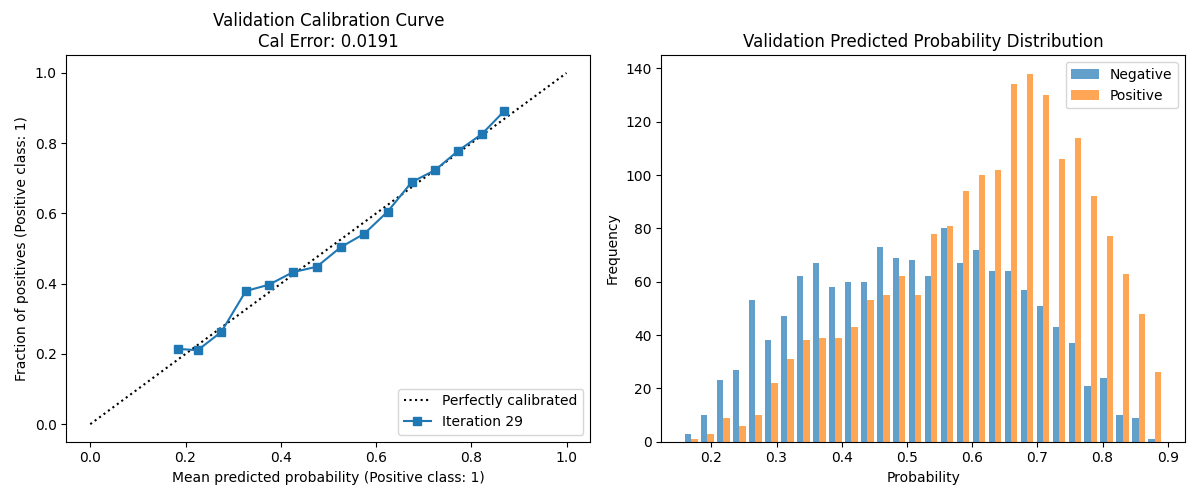 Validation Calibration Curve
Cal Error: 0.0191
1.0
0.8
0.6
0.4
0.2
0.0
Fraction of positives (Positive class: 1)
0.0 0.2 0.4 0.6 0.8 1.0
Mean predicted probability (Positive class: 1)
Perfectly calibrated
Iteration 29
Validation Predicted Probability Distribution
140
120
100
80
60
40
20
0
Frequency
0.2 0.3 0.4 0.5 0.6 0.7 0.8 0.9
Probability
Negative
Positive